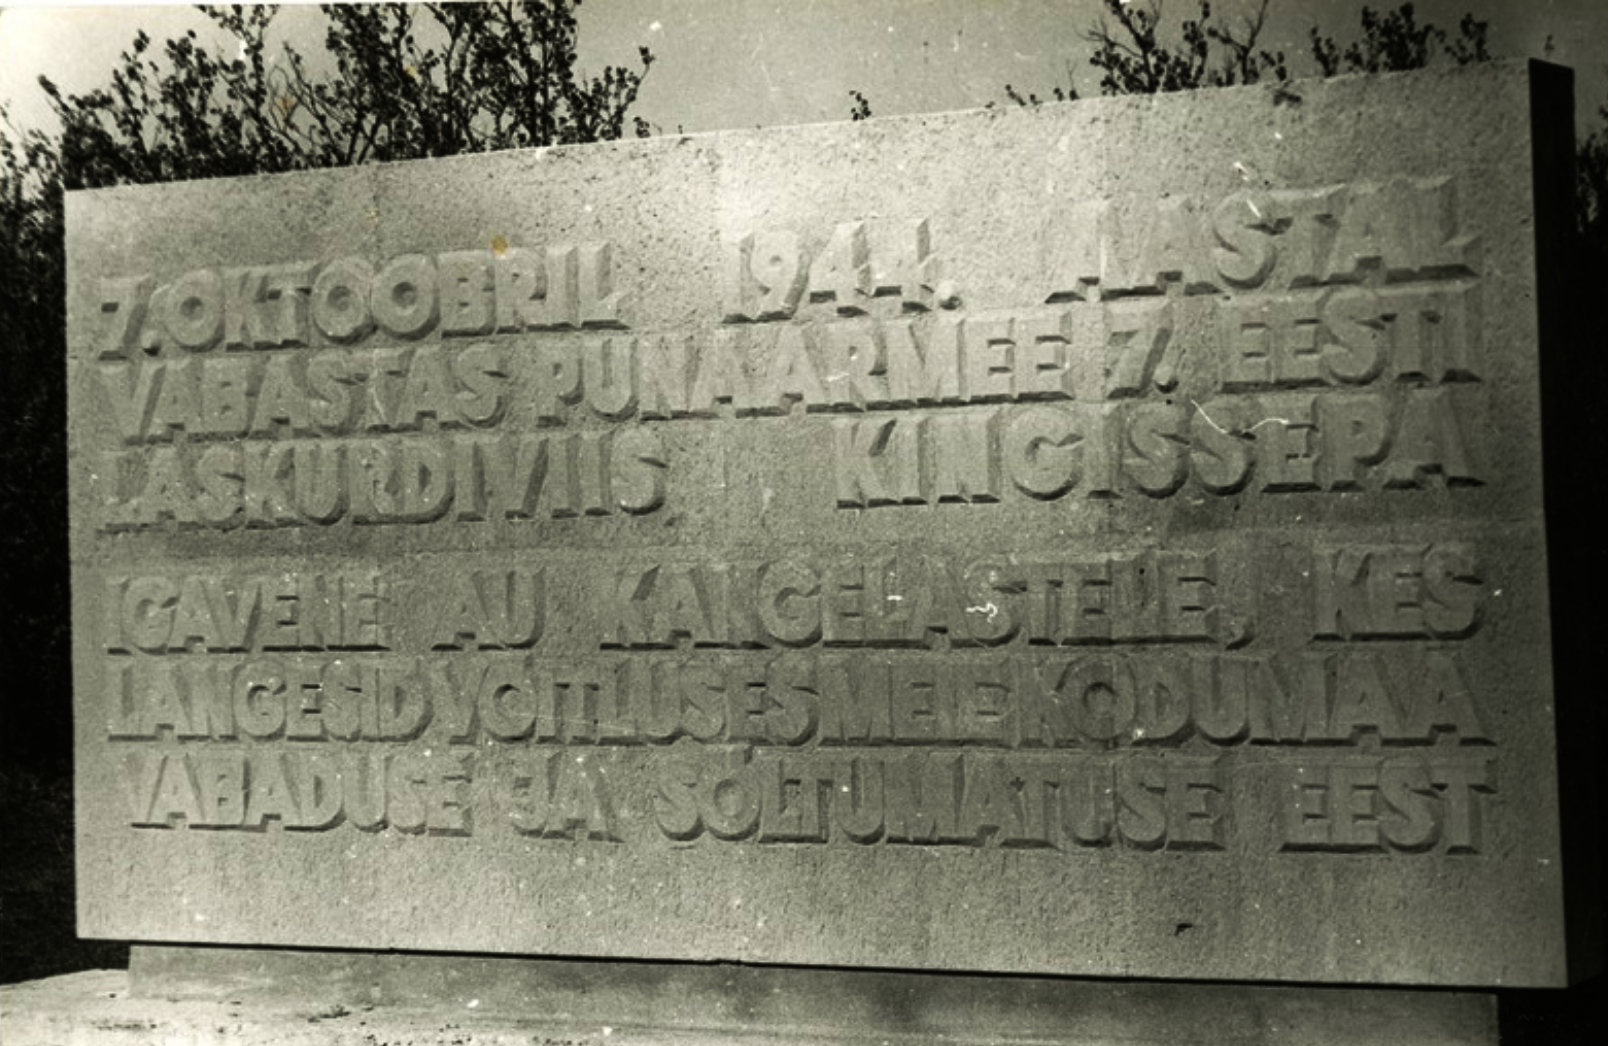 7. OKTOOBRIL 1944. AASTAL
VABASTAS PUNAARMEE 7. EESTI
LASKURDIVIIS KINGISSEPA
IGAVENE AU KANGELASTELE, KES
LANGESID VÕITLUSES MEIE KODUMAA
VABADUSE JA SÕLTUMATUSE EEST